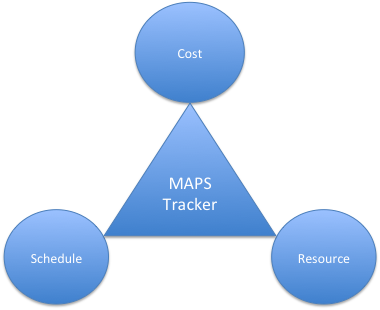 Cost
MAPS
Tracker
Schedule
Resource